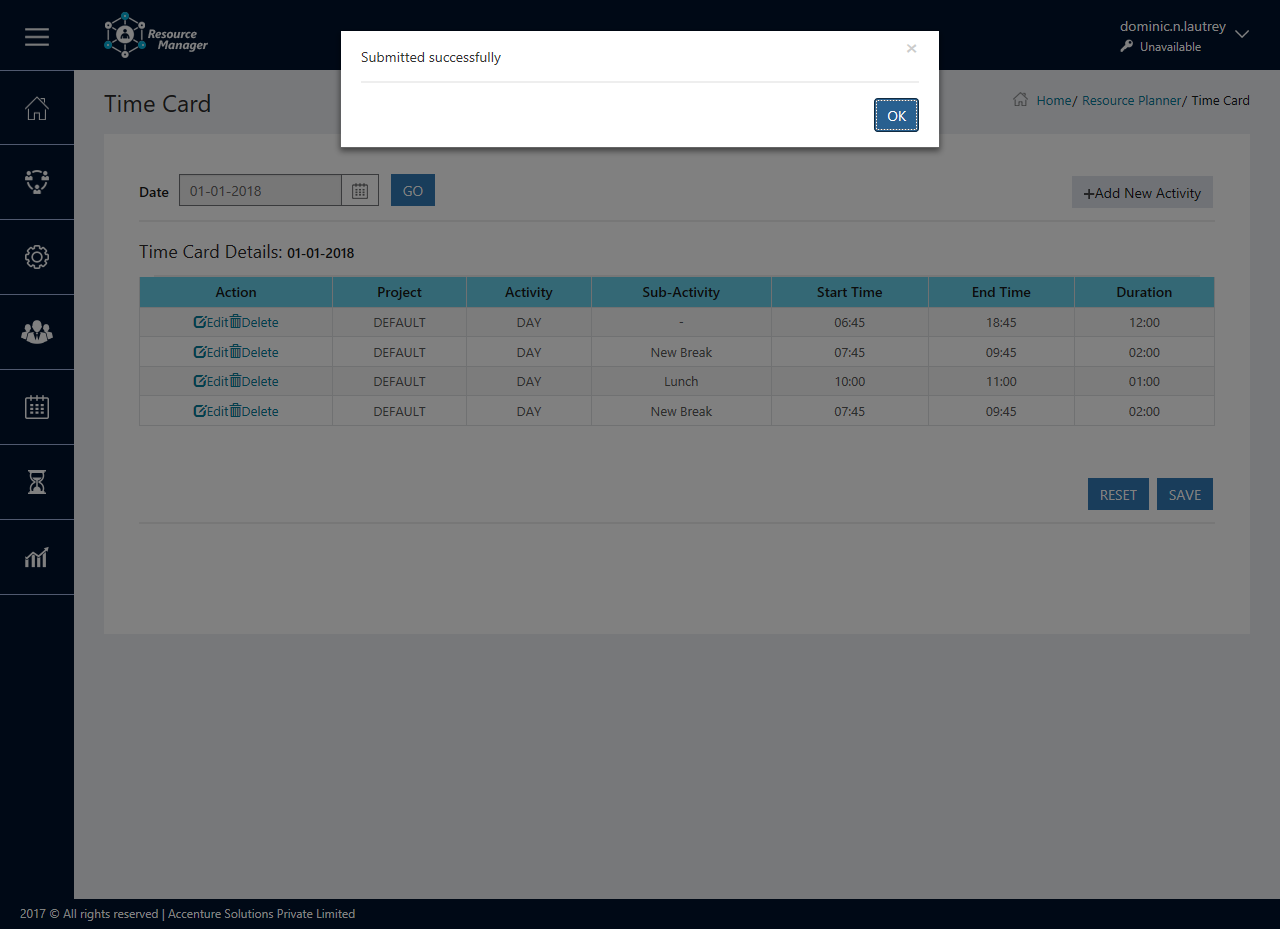 Resource
Manager
dominic.n.lautrey
Unavailable
Submitted successfully
×
OK
Time Card
Home/ Resource Planner/ Time Card
Date 01-01-2018 GO
+Add New Activity
Time Card Details: 01-01-2018
Action Project Activity Sub-Activity Start Time End Time Duration
Edit Delete DEFAULT DAY - 06:45 18:45 12:00
Edit Delete DEFAULT DAY New Break 07:45 09:45 02:00
Edit Delete DEFAULT DAY Lunch 10:00 11:00 01:00
Edit Delete DEFAULT DAY New Break 07:45 09:45 02:00
RESET SAVE
2017 © All rights reserved | Accenture Solutions Private Limited